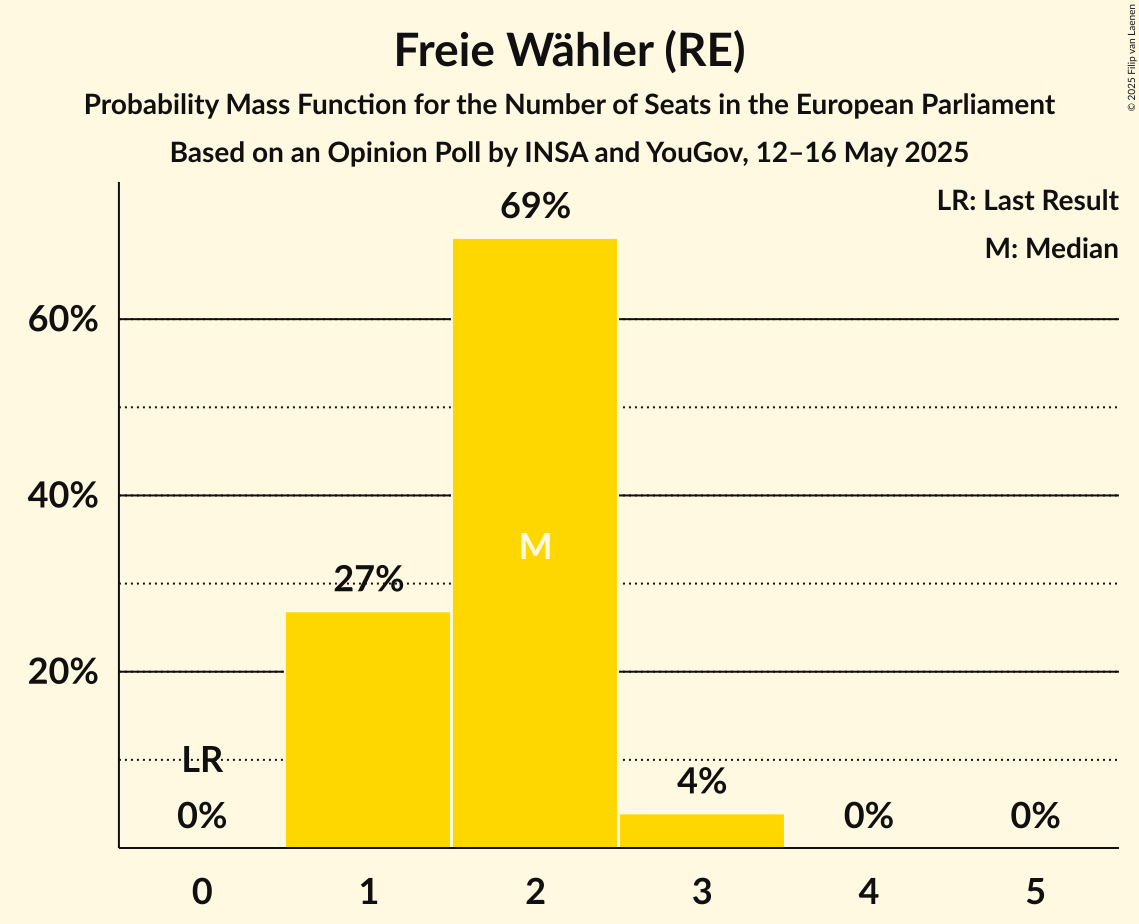 Freie Wähler (RE)
Probability Mass Function for the Number of Seats in the European Parliament
Based on an Opinion Poll by INSA and YouGov, 12–16 May 2025
© 2025 Filip van Laenen
LR: Last Result
M: Median
69%
60%
40%
M
27%
20%
LR
4%
0%
0%
0%
0 1 2 3 4 5